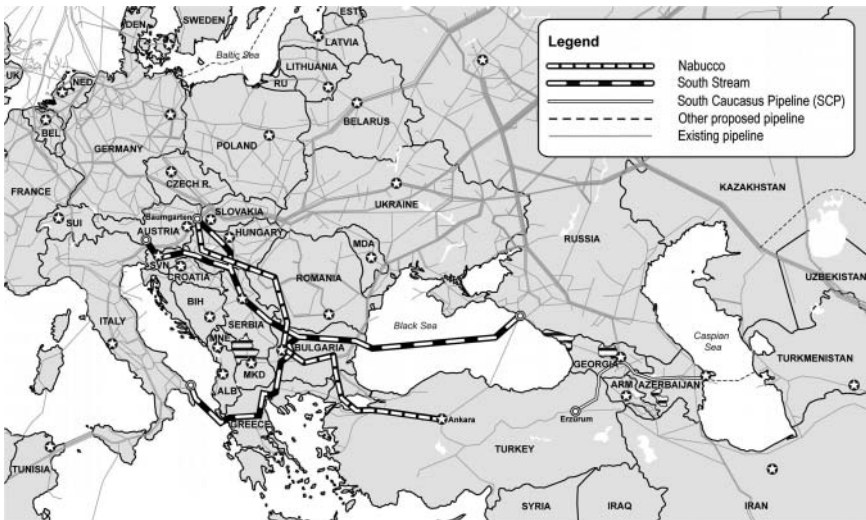 SWEDEN
DEN
EST
LATVIA
Baltic Sea
LITHUANIA
RU
UK
NED
BEL
BELARUS
GERMANY
POLAND
CZECH R.
FRANCE
UKRAINE
SLOVAKIA
Baumgarten
AUSTRIA
HUNGARY
SUI
MDA
SVN
CROATIA
ROMANIA
RUSSIA
KAZAKHSTAN
UZBEKISTAN
BIH
ITALY
SERBIA
Black Sea
Caspian
Sea
MNE
BULGARIA
GEORGIA
TURKMENISTAN
MKD
ALB
ARM
AZERBAIJAN
GREECE
Ankara
Erzurum
TURKEY
TUNISIA
SYRIA
IRAQ
IRAN
Legend
Nabucco
South Stream
South Caucasus Pipeline (SCP)
Other proposed pipeline
Existing pipeline